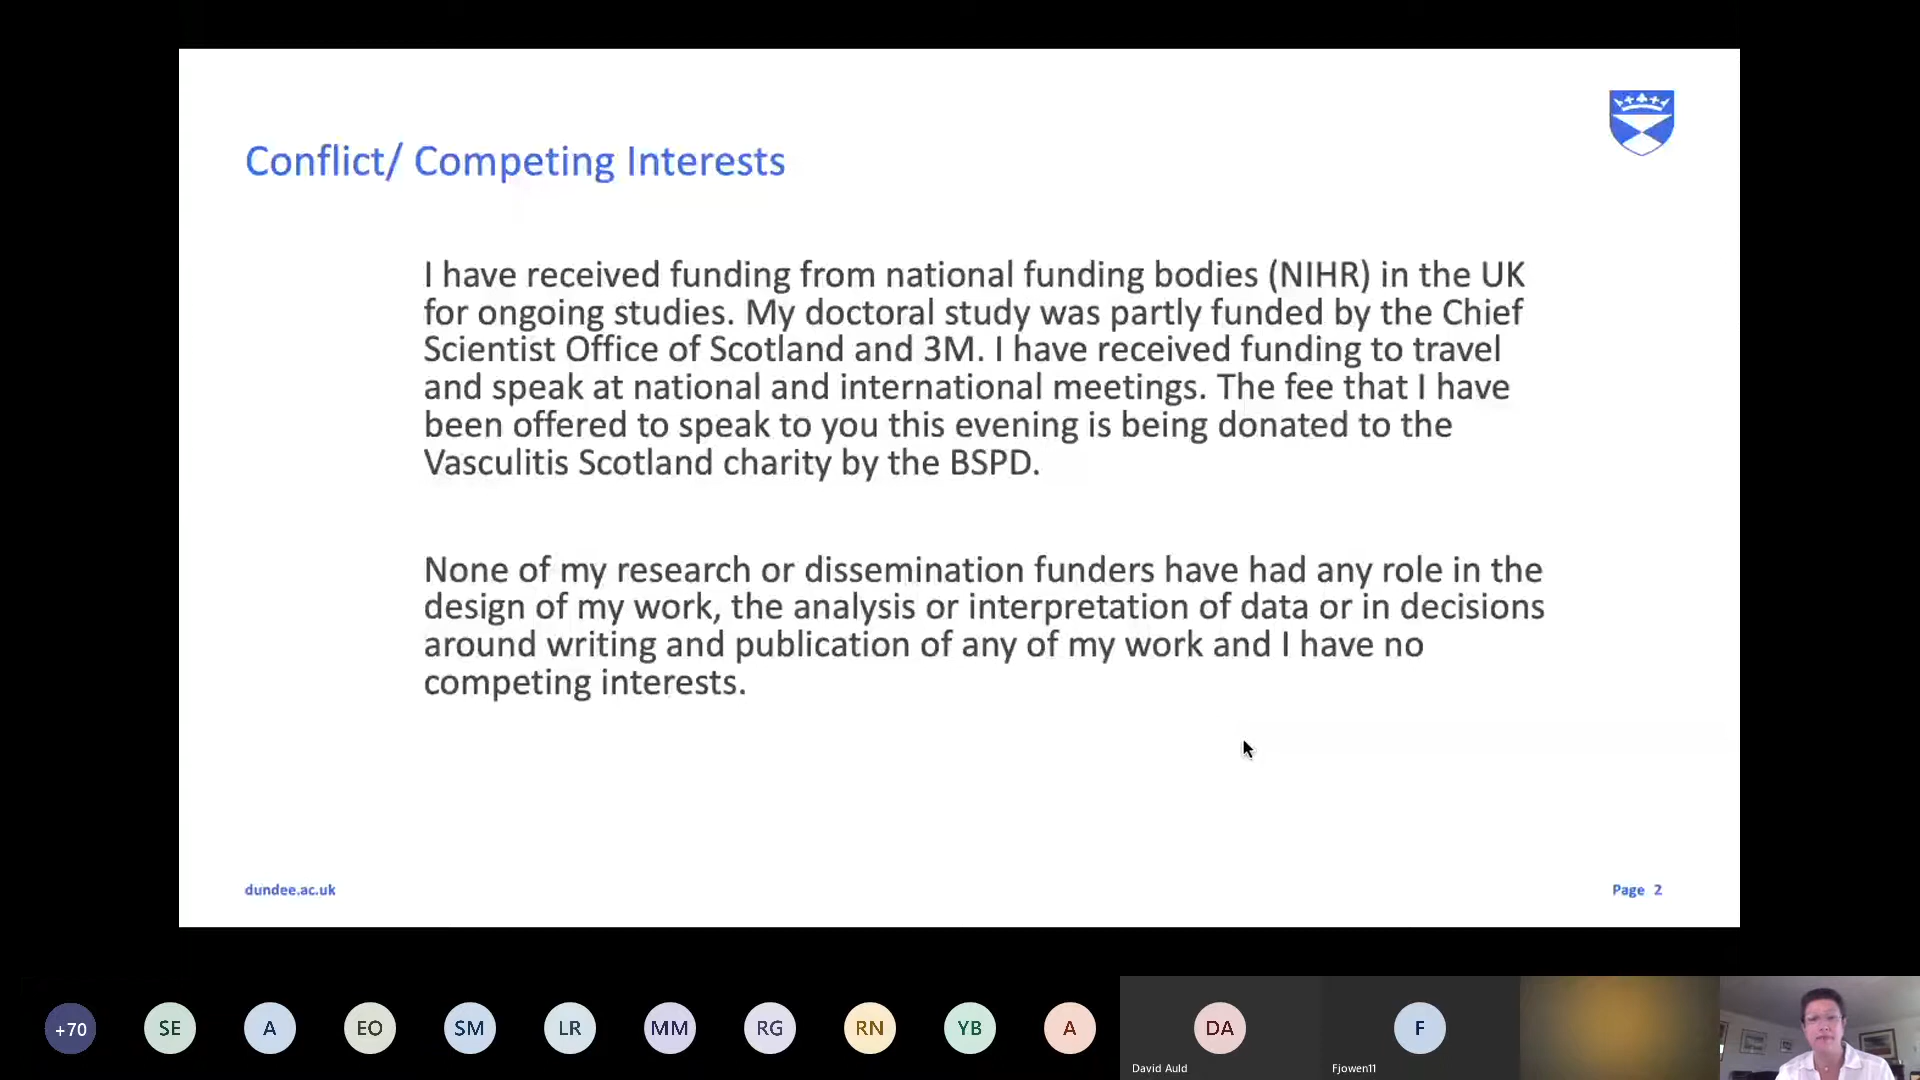 Conflict/ Competing Interests
I have received funding from national funding bodies (NIHR) in the UK
for ongoing studies. My doctoral study was partly funded by the Chief
Scientist Office of Scotland and 3M. I have received funding to travel
and speak at national and international meetings. The fee that I have
been offered to speak to you this evening is being donated to the
Vasculitis Scotland charity by the BSPD.
None of my research or dissemination funders have had any role in the
design of my work, the analysis or interpretation of data or in decisions
around writing and publication of any of my work and I have no
competing interests.
dundee.ac.uk
Page 2
+70
SE
A
EO
SM
LR
MM
RG
RN
YB
A
DA
F
David Auld
Fjowen11